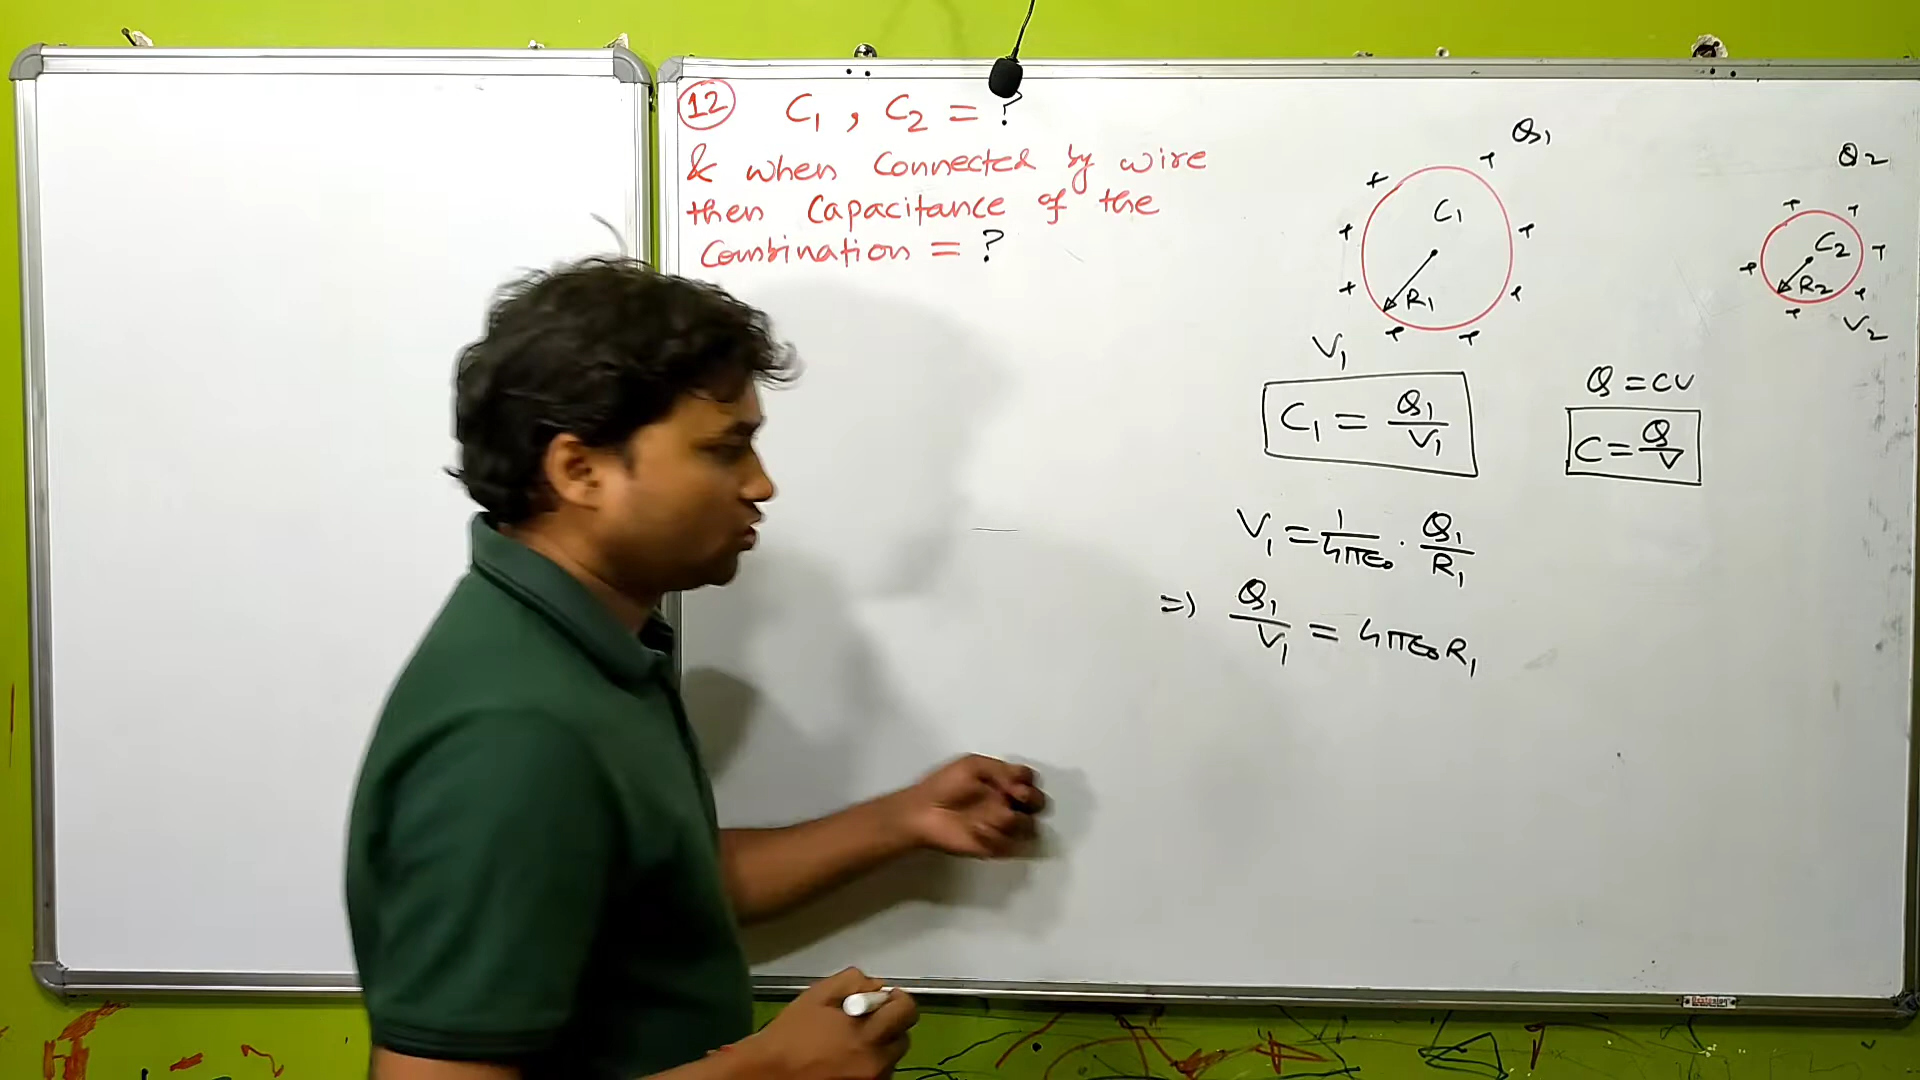 12 C₁, C₂ = ?
& when connected by wire
then capacitance of the
Combination = ?
Q₁
+ + + + + + + + +
C₁
R₁
V₁
Q₂
+ + + + + + +
C₂
R₂
V₂
C₁ = Q₁/V₁
Q = CV
C = Q/V
V₁ = 1/4πε₀ · Q₁/R₁
⇒ Q₁/V₁ = 4πε₀R₁